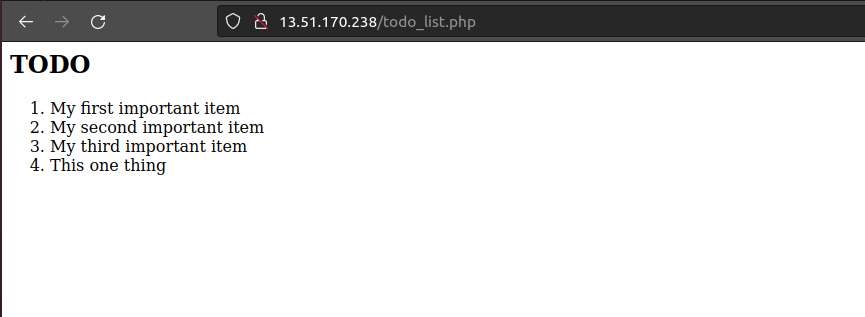 13.51.170.238/todo_list.php
TODO
1. My first important item
2. My second important item
3. My third important item
4. This one thing